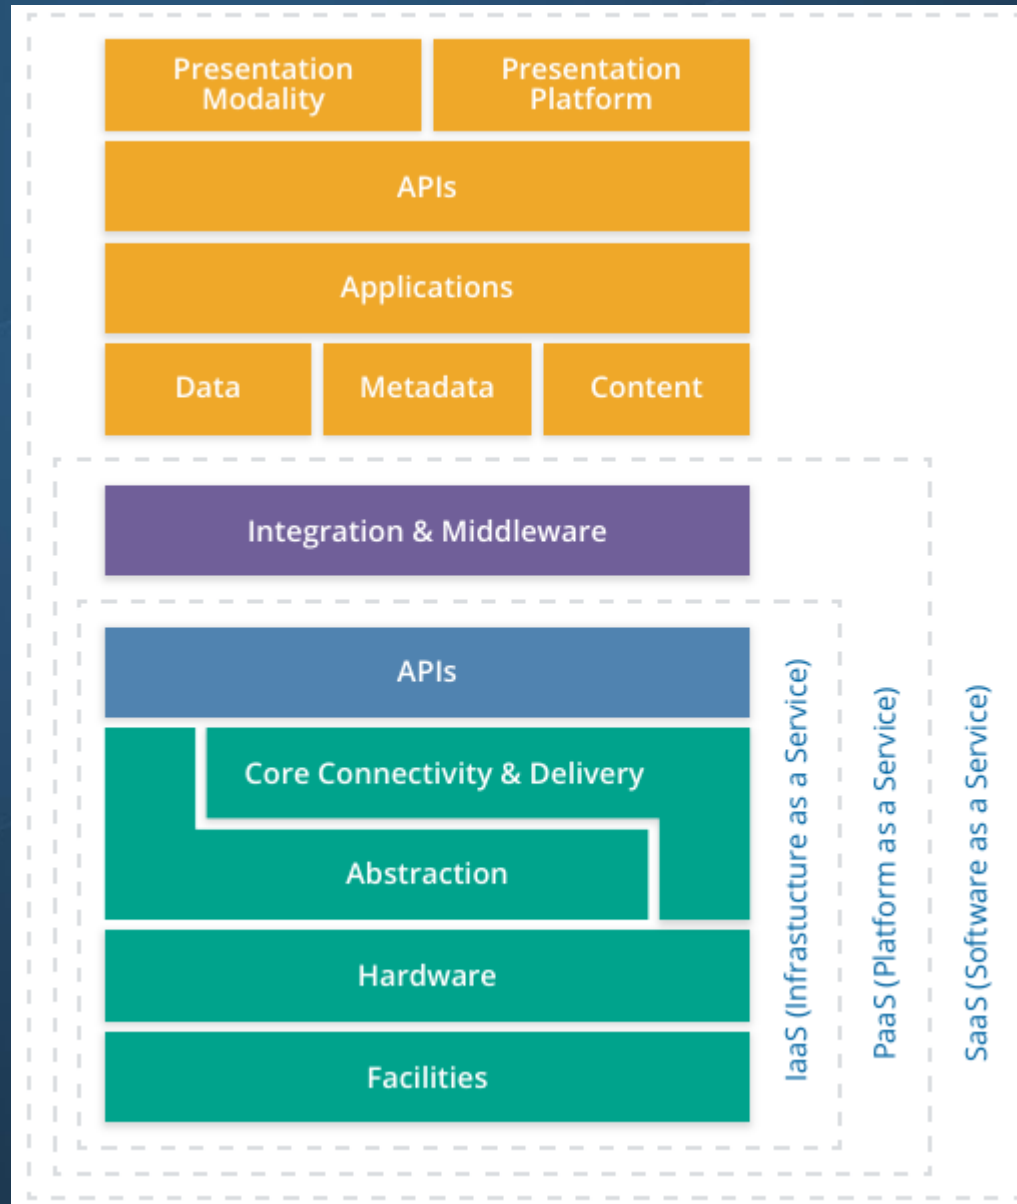 Presentation
Modality
Presentation
Platform
APIs
Applications
Data
Metadata
Content
Integration & Middleware
APIs
Core Connectivity & Delivery
Abstraction
Hardware
Facilities
IaaS (Infrastucture as a Service)
PaaS (Platform as a Service)
SaaS (Software as a Service)